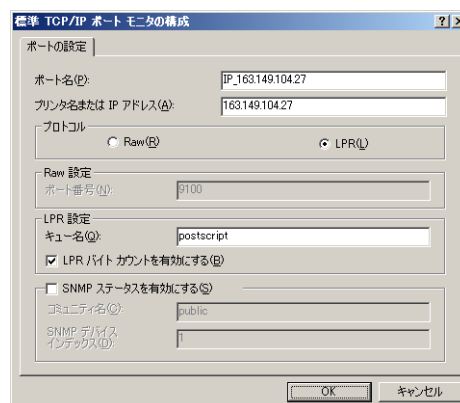 標準 TCP/IP ポート モニタの構成
ポートの設定
ポート名(P): IP_163.149.104.27
プリンタ名または IP アドレス(A): 163.149.104.27
プロトコル
Raw(R) LPR(L)
Raw 設定
ポート番号(N): 9100
LPR 設定
キュー名(Q): postscript
LPR バイト カウントを有効にする(B)
SNMP ステータスを有効にする(S)
コミュニティ名(C): public
SNMP デバイス
インデックス(D): 1
OK キャンセル